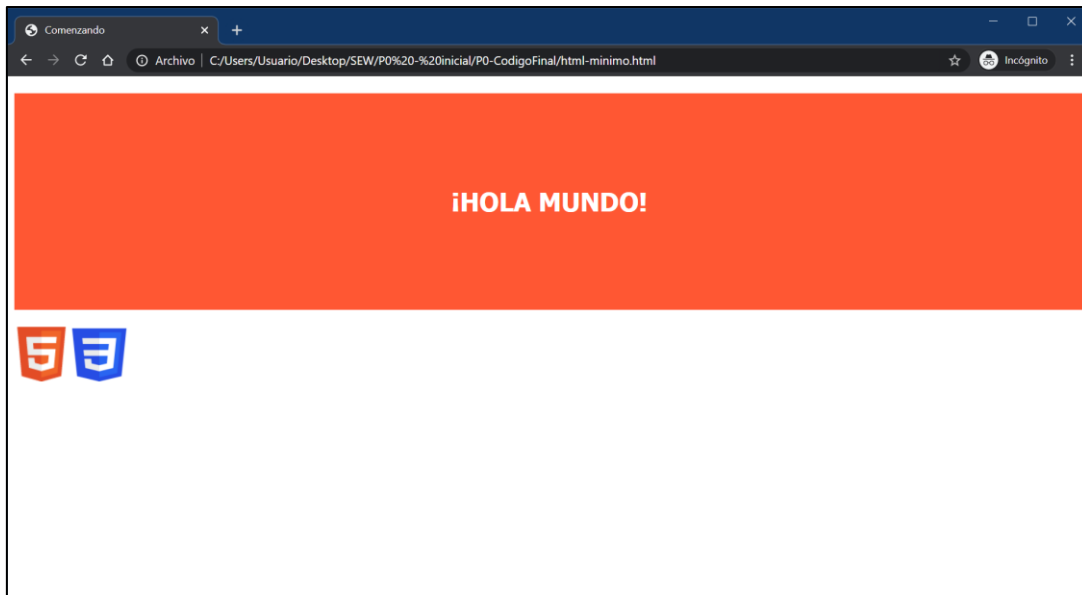 Comenzando
Archivo | C:/Users/Usuario/Desktop/SEW/P0%20-%20inicial/P0-CodigoFinal/html-minimo.html
Incógnito
¡HOLA MUNDO!
5 3